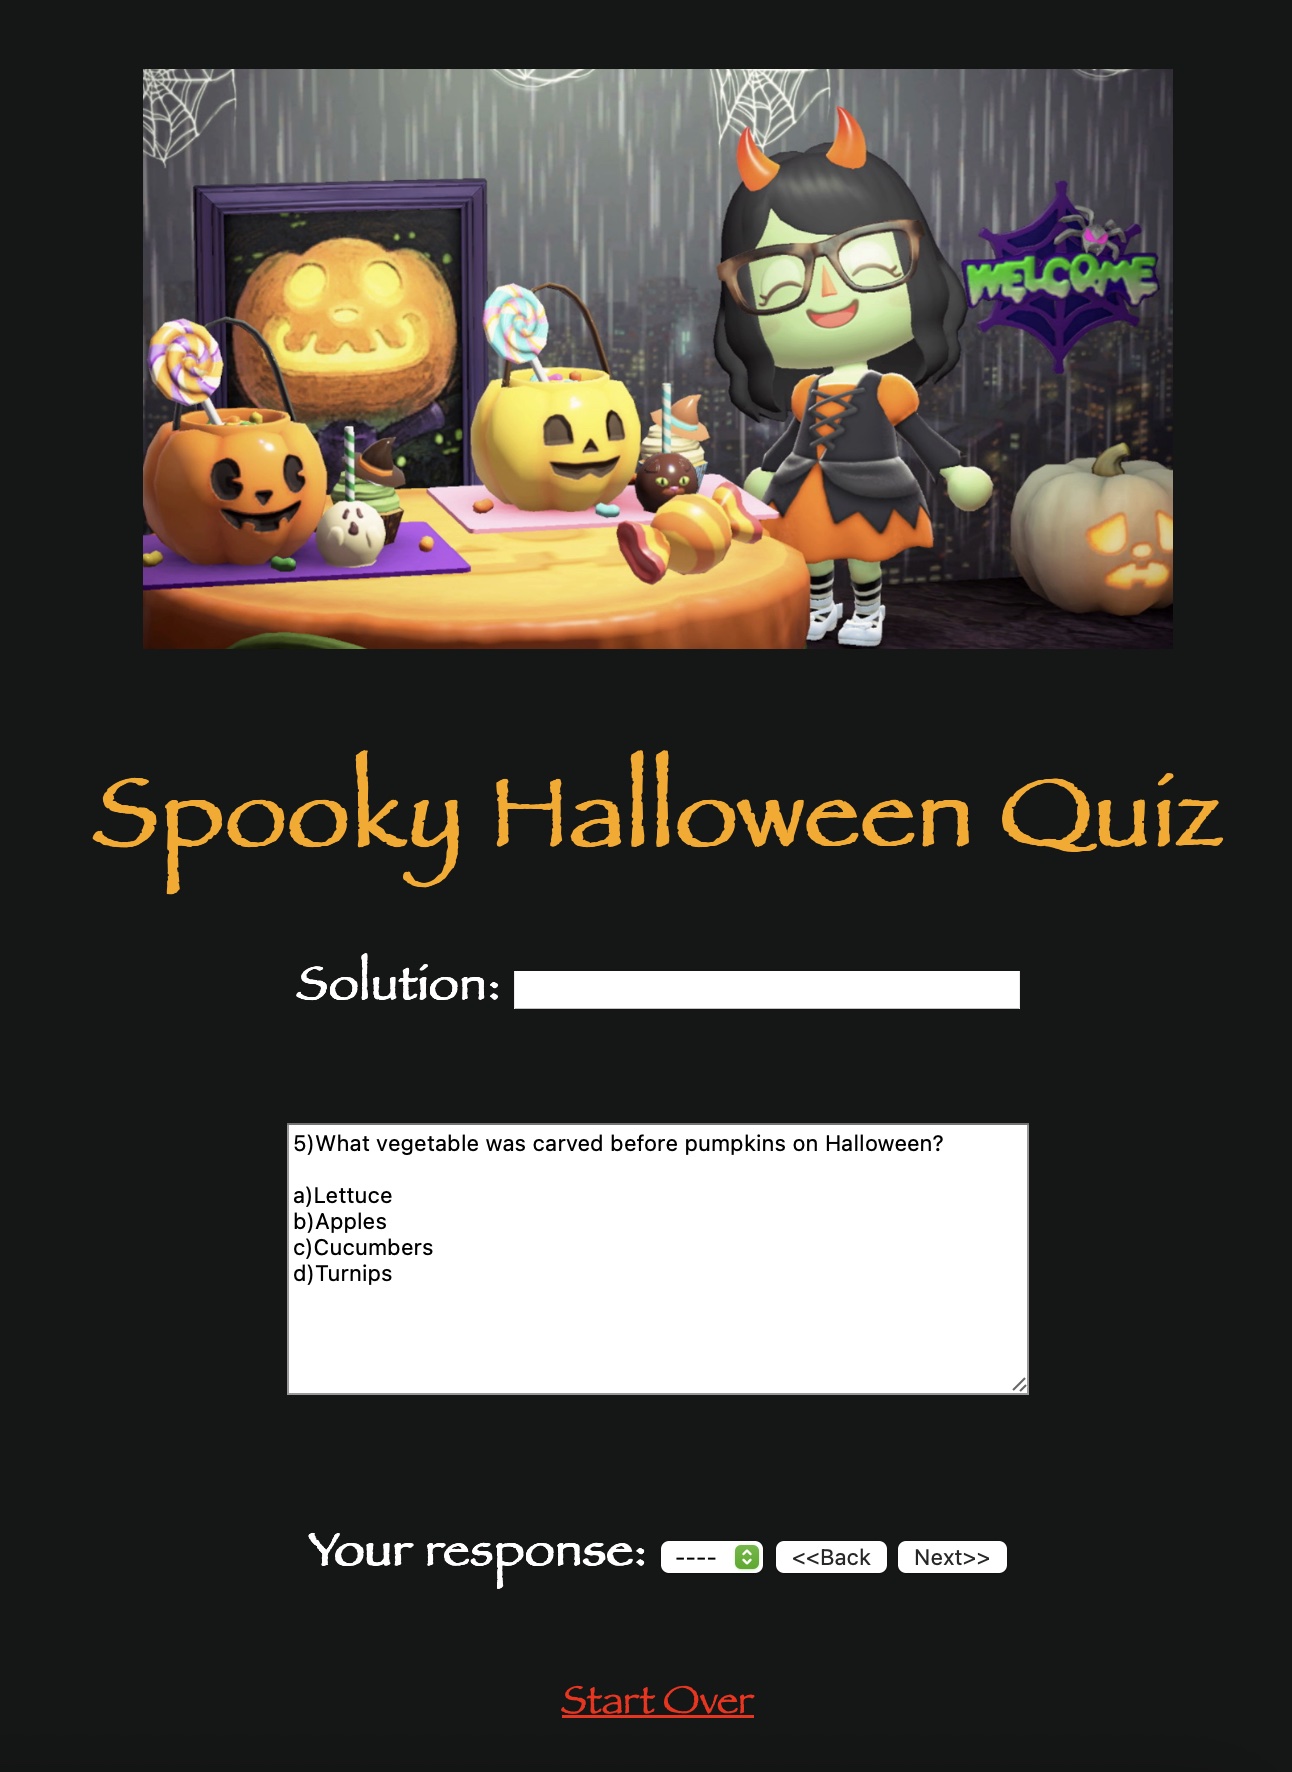 WELCOME
Spooky Halloween Quiz
Solution:
5)What vegetable was carved before pumpkins on Halloween?
a)Lettuce
b)Apples
c)Cucumbers
d)Turnips
Your response: ---- <<Back Next>>
Start Over